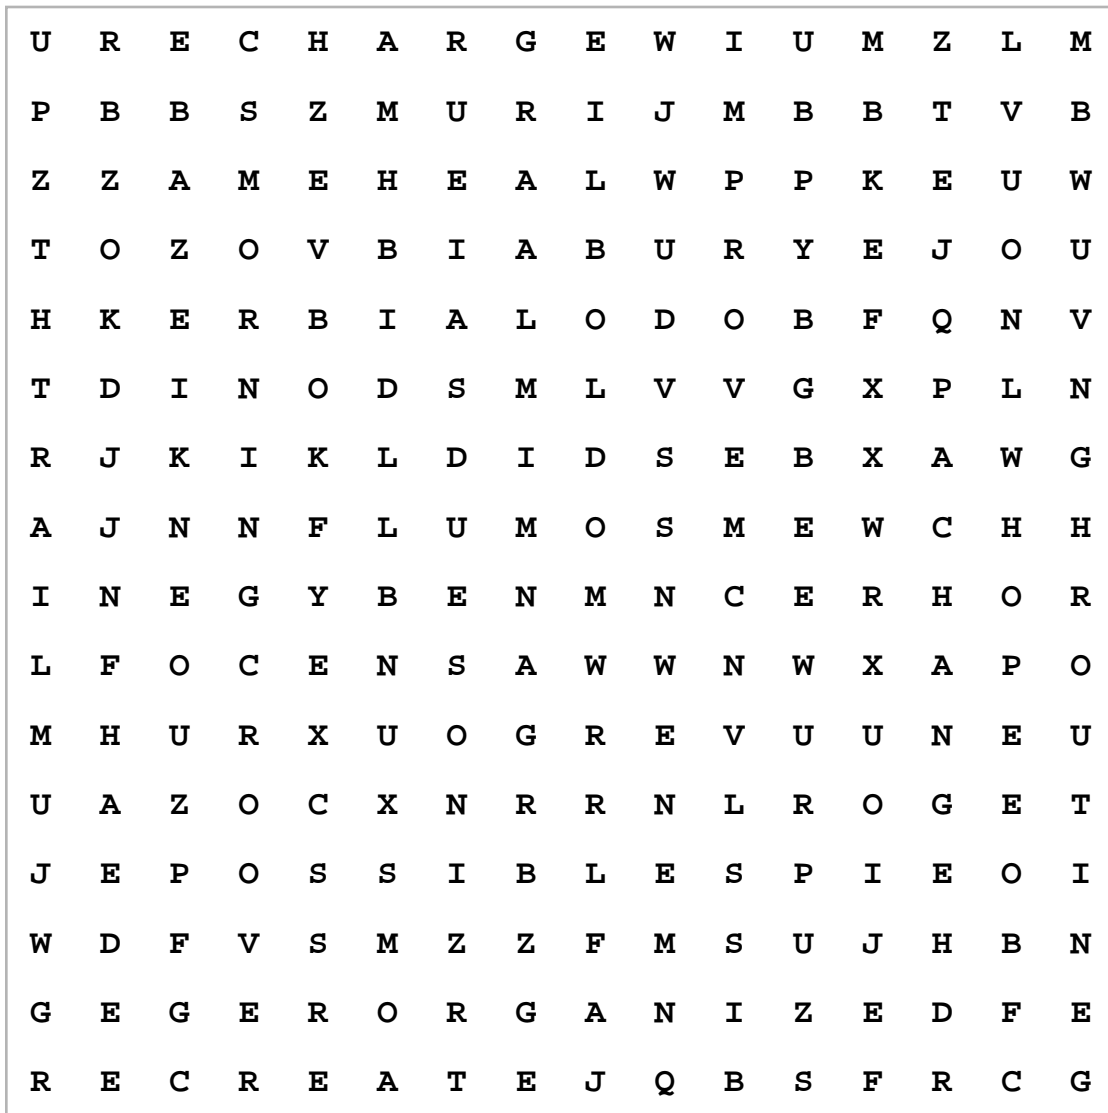 U R E C H A R G E W I U M Z L M
P B B S Z M U R I J M B B T V B
Z Z A M E H E A L W P P K E U W
T O Z O V B I A B U R Y E J O U
H K E R B I A L O D O B F Q N V
T D I N O D S M L V V G X P L N
R J K I K L D I D S E B X A W G
A J N N F L U M O S M E W C H H
I N E G Y B E N M N C E R H O R
L F O C E N S A W W N W X A P O
M H U R X U O G R E V U U N E U
U A Z O C X N R R N L R O G E T
J E P O S S I B L E S P I E O I
W D F V S M Z Z F M S U J H B N
G E G E R O R G A N I Z E D F E
R E C R E A T E J Q B S F R C G